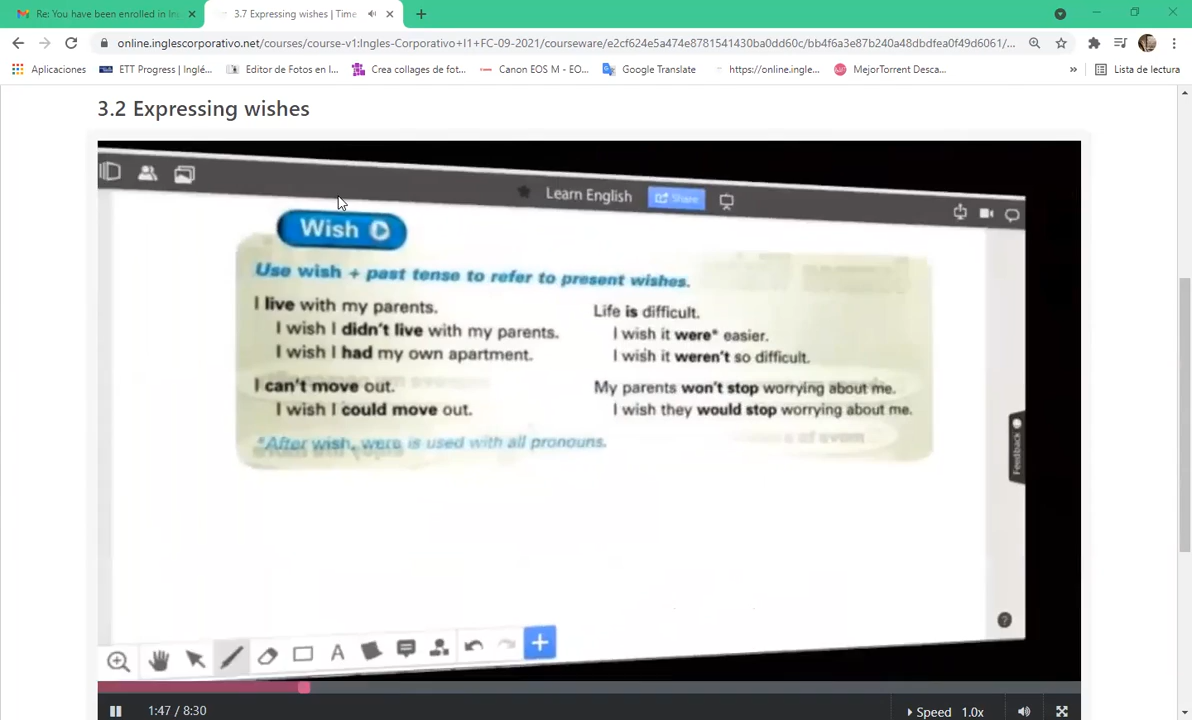 Re: You have been enrolled in In
3.7 Expressing wishes | Time
online.inglescorporativo.net/courses/course-v1:Ingles-Corporativo+I1+FC-09-2021/courseware/e2cf624e5a474e8781541430ba0dd60c/bb4f6a3e87b240a48dbdfea0f49d6061/...
Aplicaciones
ETT Progress | Inglé...
Editor de Fotos en l...
Crea collages de fot...
Canon EOS M - EO...
Google Translate
https://online.ingle...
MejorTorrent Desca...
»
Lista de lectura
3.2 Expressing wishes
Learn English
Share
Wish
Use wish + past tense to refer to present wishes.
I live with my parents.
I wish I didn't live with my parents.
I wish I had my own apartment.
I can't move out.
I wish I could move out.
Life is difficult.
I wish it were* easier.
I wish it weren't so difficult.
My parents won't stop worrying about me.
I wish they would stop worrying about me.
*After wish, were is used with all pronouns.
Feedback
A
?
1:47 / 8:30
Speed 1.0x